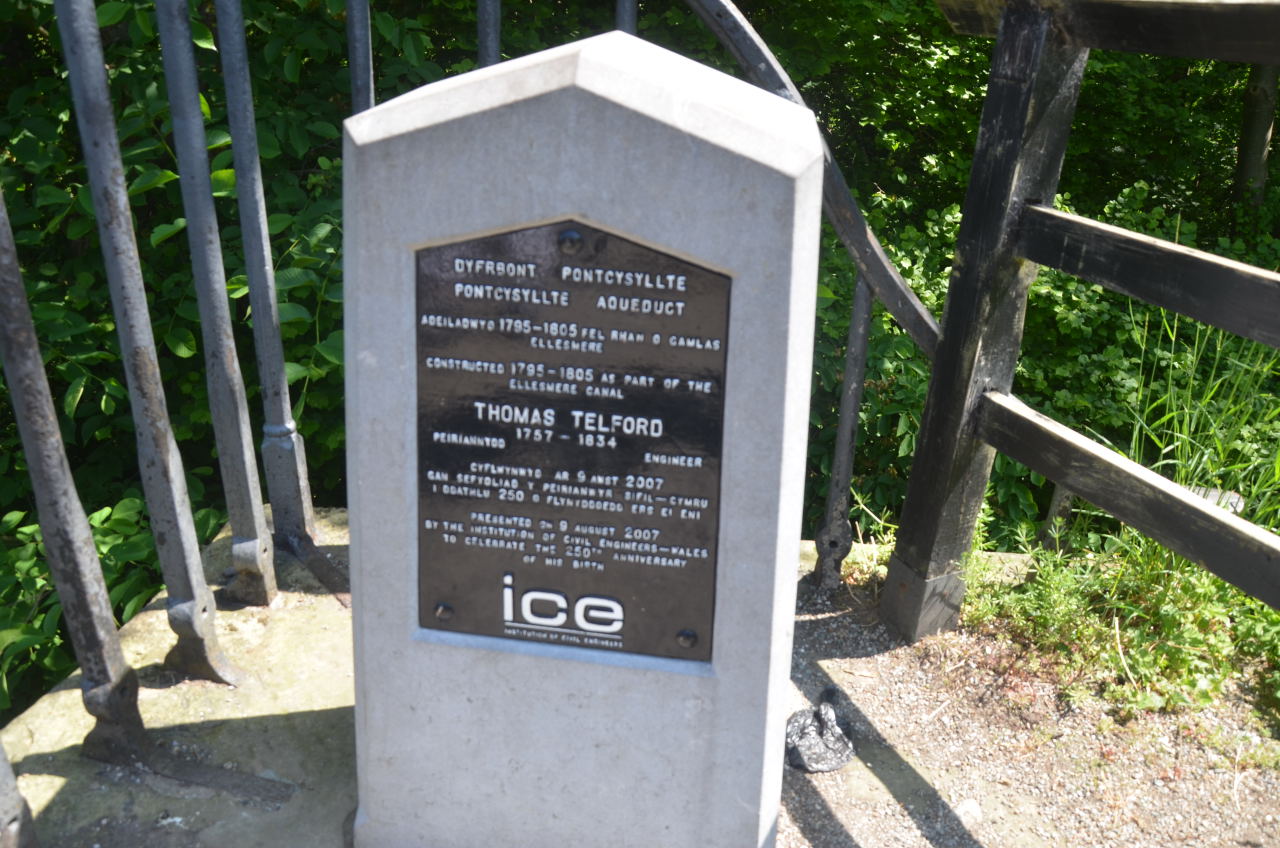 DYFRBONT PONTCYSYLLTE
PONTCYSYLLTE AQUEDUCT
ADEILADWYD 1795-1805 FEL RHAN O GAMLAS
ELLESMERE
CONSTRUCTED 1795-1805 AS PART OF THE
ELLESMERE CANAL
THOMAS TELFORD
1757 - 1834
PEIRIANNYDD
ENGINEER
CYFLWYNWYD AR 9 AWST 2007
GAN SEFYDLIAD Y PEIRIANWYR SIFIL-CYMRU
I DDATHLU 250 O FLYNYDDOEDD ERS EI ENI
PRESENTED ON 9 AUGUST 2007
BY THE INSTITUTION OF CIVIL ENGINEERS-WALES
TO CELEBRATE THE 250TH ANNIVERSARY
OF HIS BIRTH
ice
INSTITUTION OF CIVIL ENGINEERS